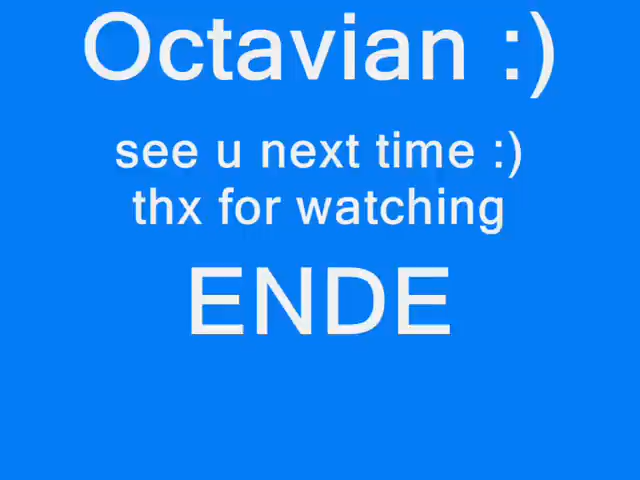 Octavian :)
see u next time :)
thx for watching
ENDE